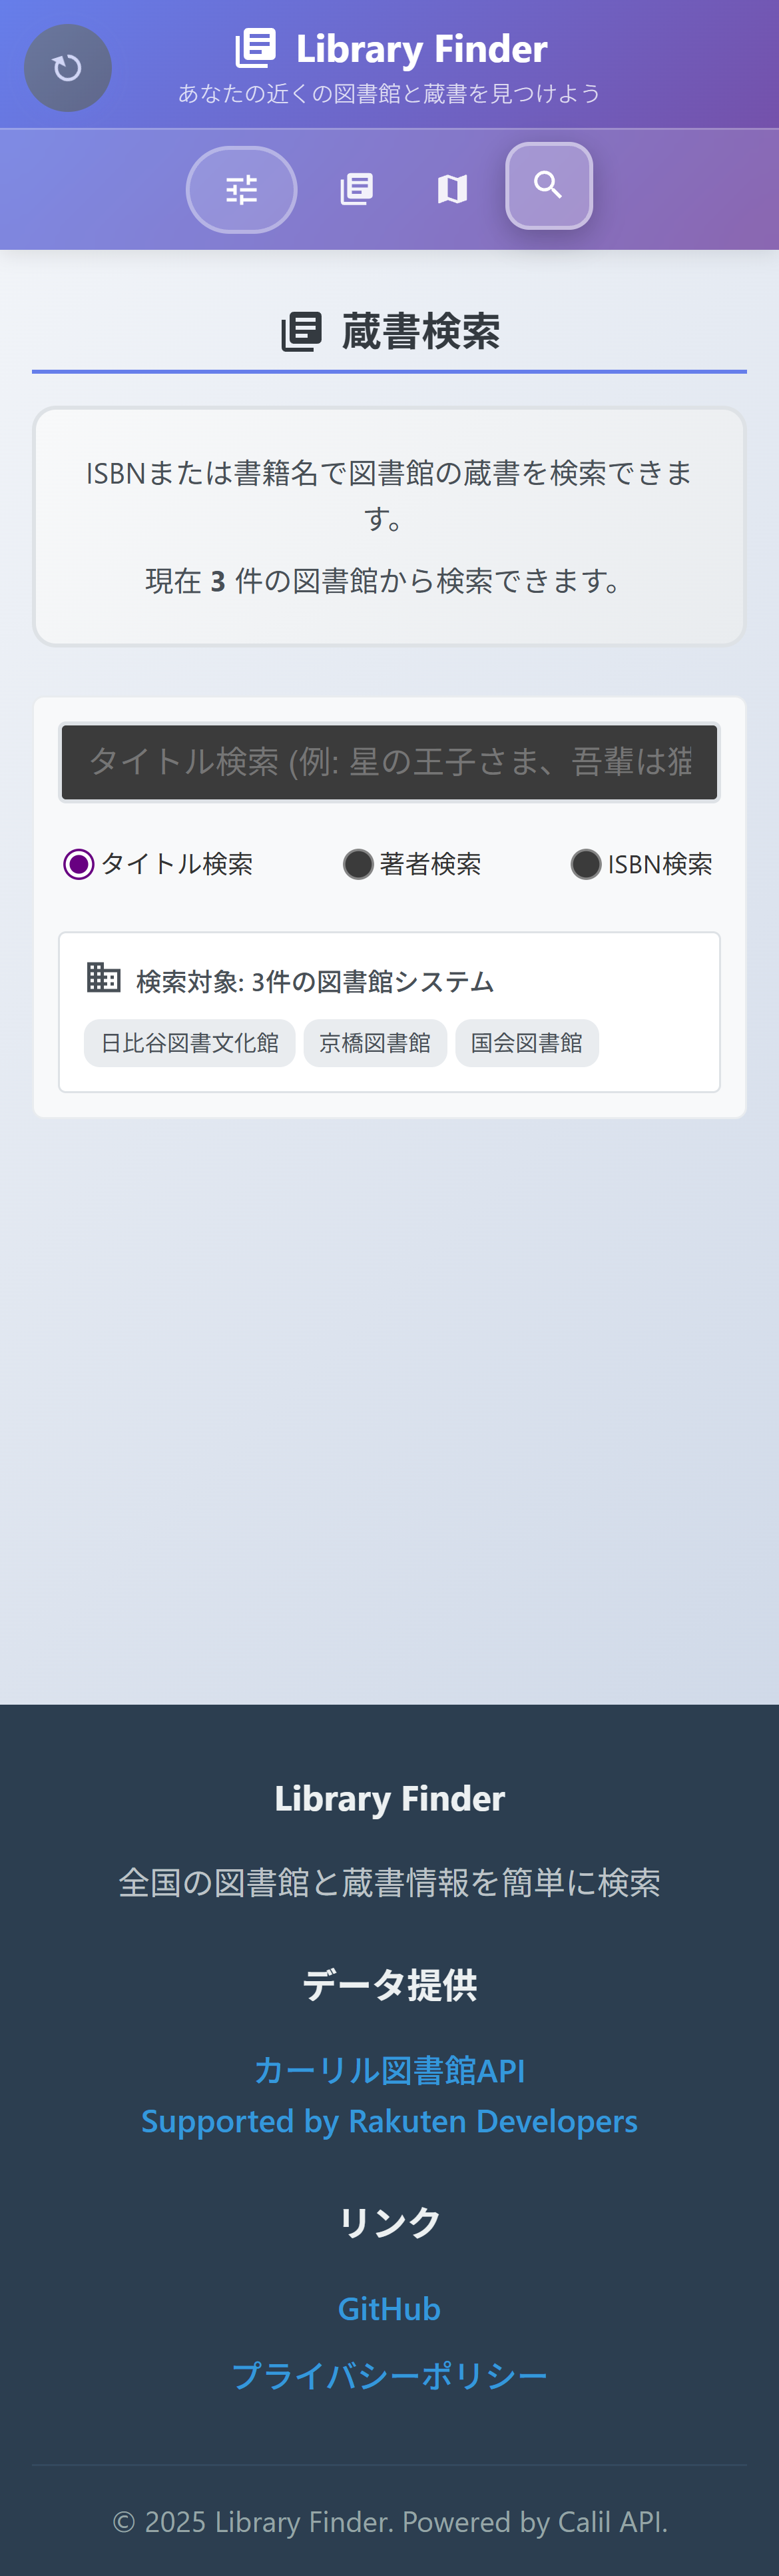 Library Finder
あなたの近くの図書館と蔵書を見つけよう
蔵書検索
ISBNまたは書籍名で図書館の蔵書を検索できま
す。
現在 3 件の図書館から検索できます。
タイトル検索 (例: 星の王子さま、吾輩は猫
タイトル検索 著者検索 ISBN検索
検索対象: 3件の図書館システム
日比谷図書文化館 京橋図書館 国会図書館
Library Finder
全国の図書館と蔵書情報を簡単に検索
データ提供
カーリル図書館API
Supported by Rakuten Developers
リンク
GitHub
プライバシーポリシー
© 2025 Library Finder. Powered by Calil API.